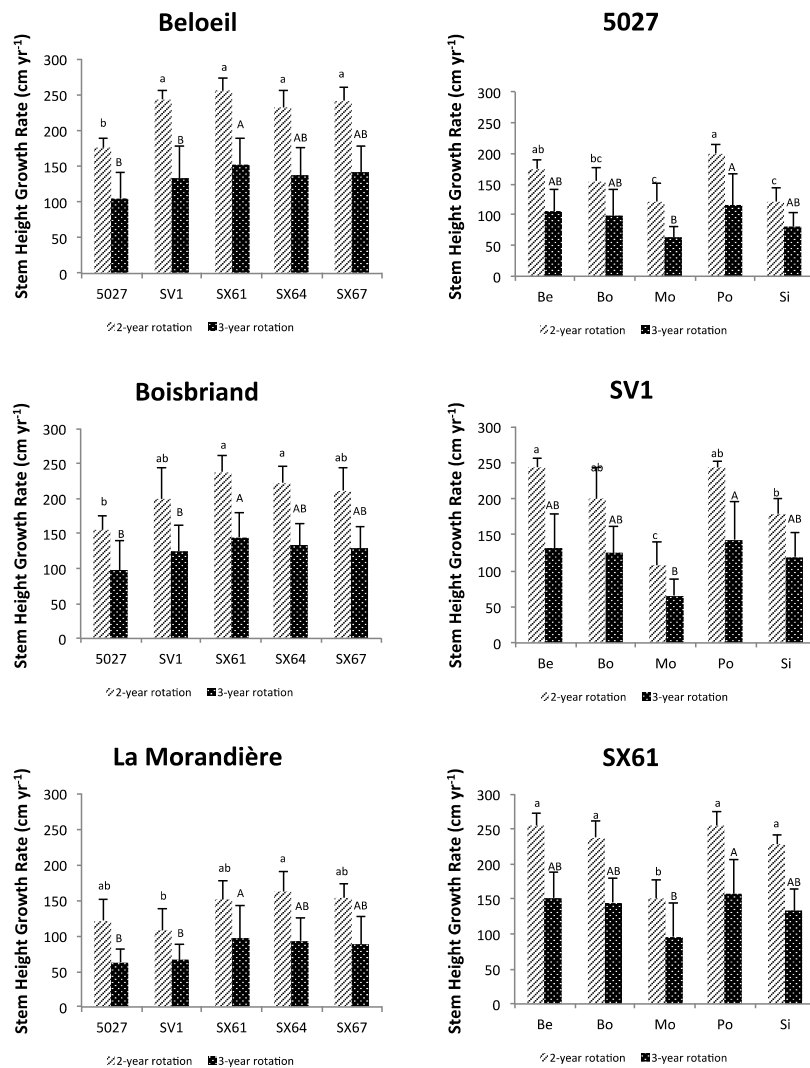 Beloeil
Stem Height Growth Rate (cm yr-1)
300
250
200
150
100
50
0
b
B
a
B
a
A
a
AB
a
AB
5027 SV1 SX61 SX64 SX67
2-year rotation 3-year rotation
5027
Stem Height Growth Rate (cm yr-1)
300
250
200
150
100
50
0
ab
AB
bc
AB
c
B
a
A
c
AB
Be Bo Mo Po Si
2-year rotation 3-year rotation
Boisbriand
Stem Height Growth Rate (cm yr-1)
300
250
200
150
100
50
0
b
B
ab
B
a
A
a
AB
ab
AB
5027 SV1 SX61 SX64 SX67
2-year rotation 3-year rotation
SV1
Stem Height Growth Rate (cm yr-1)
300
250
200
150
100
50
0
a
AB
ab
AB
c
B
ab
A
b
AB
Be Bo Mo Po Si
2-year rotation 3-year rotation
La Morandière
Stem Height Growth Rate (cm yr-1)
300
250
200
150
100
50
0
ab
B
b
B
ab
A
a
AB
ab
AB
5027 SV1 SX61 SX64 SX67
2-year rotation 3-year rotation
SX61
Stem Height Growth Rate (cm yr-1)
300
250
200
150
100
50
0
a
AB
a
AB
b
B
a
A
a
AB
Be Bo Mo Po Si
2-year rotation 3-year rotation